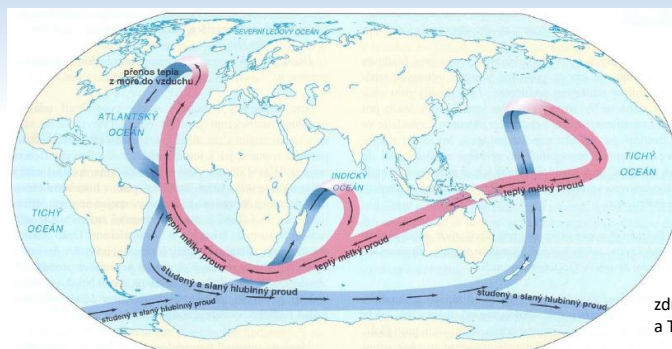 SEVERNÍ LEDOVÝ OCEÁN
přenos tepla
z moře do vzduchu
ATLANTSKÝ
OCEÁN
INDICKÝ
OCEÁN
TICHÝ
OCEÁN
TICHÝ
OCEÁN
teplý mělký proud
teplý mělký proud
teplý mělký proud
studený a slaný hlubinný proud
studený a slaný hlubinný proud
studený a slaný hlubinný proud
zd
a T